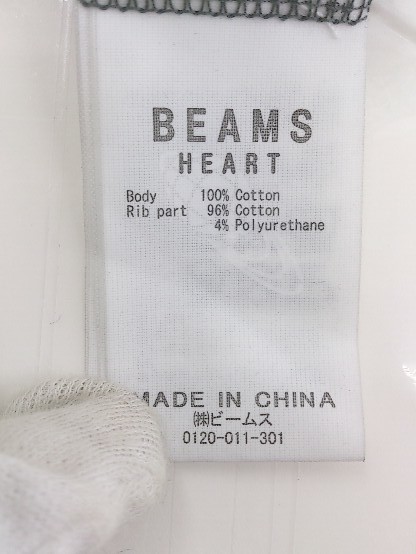 BEAMS
HEART
Body 100% Cotton
Rib part 96% Cotton
4% Polyurethane
MADE IN CHINA
㈱ビームス
0120-011-301